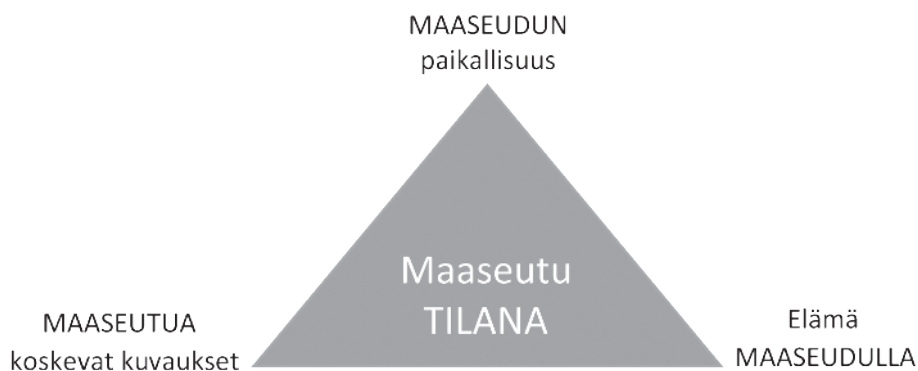 MAASEUDUN
paikallisuus
Maaseutu
TILANA
MAASEUTUA
koskevat kuvaukset
Elämä
MAASEUDULLA